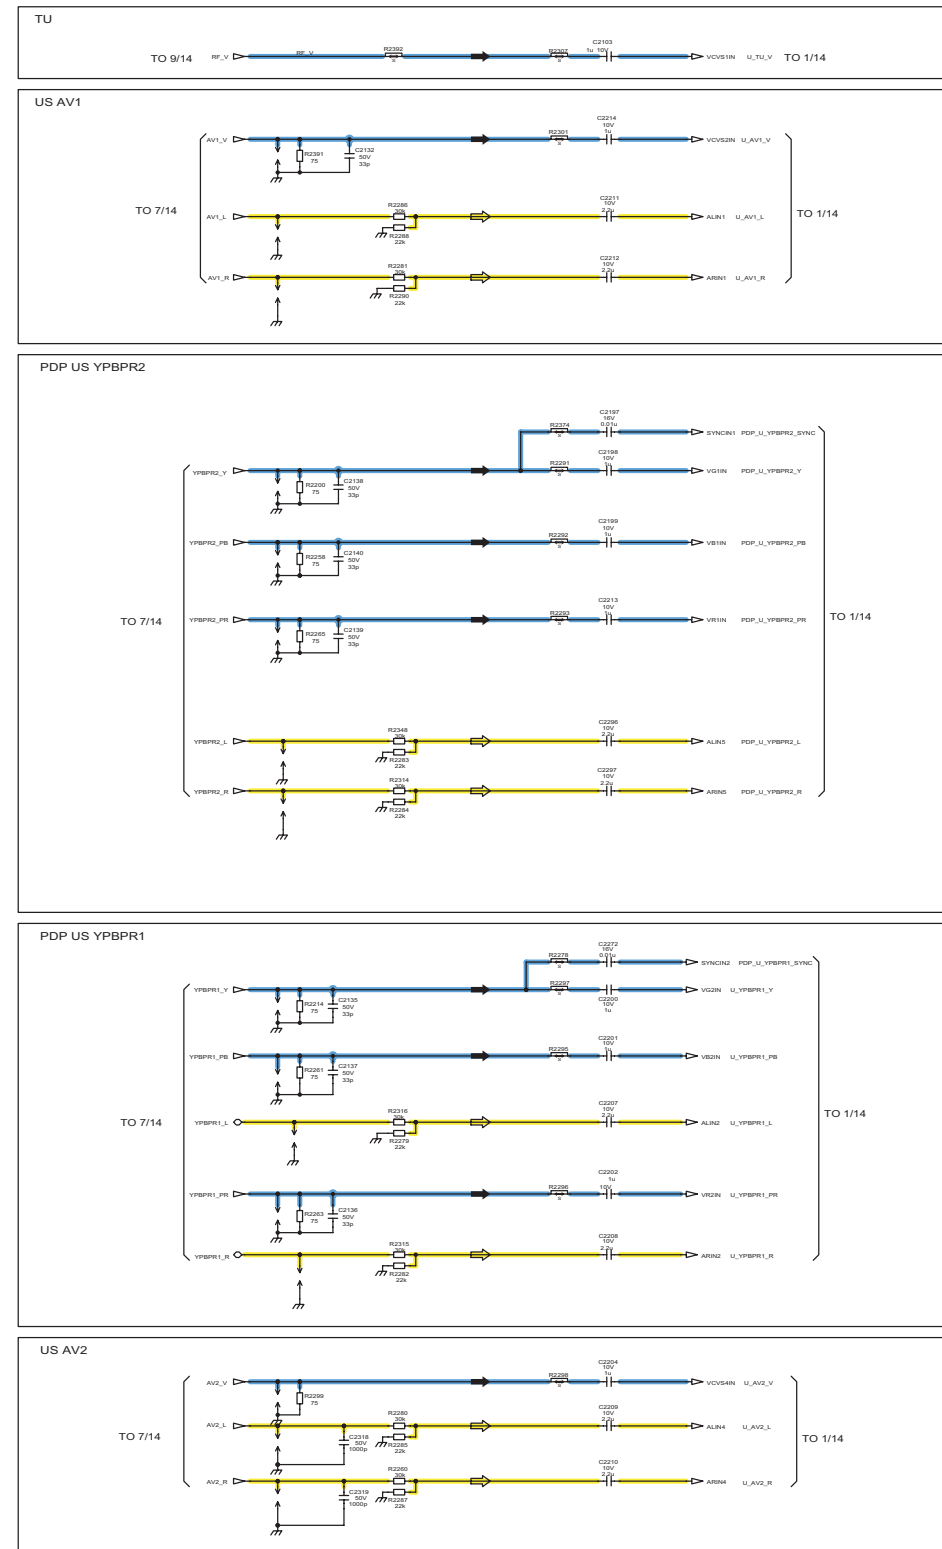 TU
C2103
R2392
R2307
1u 10V
RF_V
TO 9/14
RF_V
S
S
VCVS1IN
U_TU_V
TO 1/14
US AV1
C2214
10V
1u
R2301
AV1_V
S
VCVS2IN
U_AV1_V
R2391
75
C2132
50V
33p
TO 7/14
R2286
30k
C2211
10V
2.2u
AV1_L
ALIN1
U_AV1_L
TO 1/14
R2288
22k
R2281
30k
C2212
10V
2.2u
AV1_R
ARIN1
U_AV1_R
R2290
22k
PDP US YPBPR2
C2197
16V
0.01u
R2374
S
SYNCIN1
PDP_U_YPBPR2_SYNC
C2198
10V
1u
R2291
YPBPR2_Y
S
VG1IN
PDP_U_YPBPR2_Y
R2200
75
C2138
50V
33p
C2199
10V
1u
R2292
YPBPR2_PB
S
VB1IN
PDP_U_YPBPR2_PB
R2258
75
C2140
50V
33p
C2213
10V
1u
R2293
TO 7/14
YPBPR2_PR
S
VR1IN
PDP_U_YPBPR2_PR
TO 1/14
R2265
75
C2139
50V
33p
R2348
30k
C2296
10V
2.2u
YPBPR2_L
ALIN5
PDP_U_YPBPR2_L
R2283
22k
R2314
30k
C2297
10V
2.2u
YPBPR2_R
ARIN5
PDP_U_YPBPR2_R
R2284
22k
PDP US YPBPR1
C2272
16V
0.01u
R2278
S
SYNCIN2
PDP_U_YPBPR1_SYNC
R2297
YPBPR1_Y
S
VG2IN
U_YPBPR1_Y
C2200
10V
1u
R2214
75
C2135
50V
33p
C2201
10V
1u
R2295
YPBPR1_PB
S
VB2IN
U_YPBPR1_PB
R2261
75
C2137
50V
33p
R2316
30k
C2207
10V
2.2u
TO 7/14
YPBPR1_L
ALIN2
U_YPBPR1_L
TO 1/14
R2279
22k
C2202
1u
10V
R2296
YPBPR1_PR
S
VR2IN
U_YPBPR1_PR
R2263
75
C2136
50V
33p
R2315
30k
C2208
10V
2.2u
YPBPR1_R
ARIN2
U_YPBPR1_R
R2282
22k
US AV2
C2204
10V
1u
R2298
AV2_V
S
VCVS4IN
U_AV2_V
R2299
75
R2280
30k
C2209
10V
2.2u
AV2_L
ALIN4
U_AV2_L
TO 7/14
C2318
50V
1000p
R2285
22k
TO 1/14
R2260
30k
C2210
10V
2.2u
AV2_R
ARIN4
U_AV2_R
C2319
50V
1000p
R2287
22k